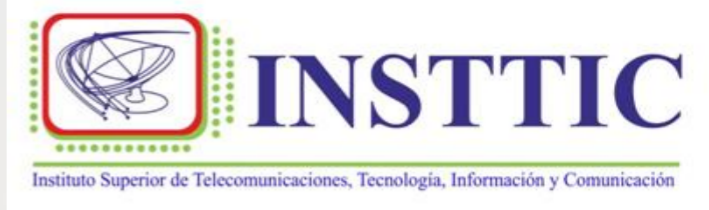 INSTTIC
Instituto Superior de Telecomunicaciones, Tecnología, Información y Comunicación